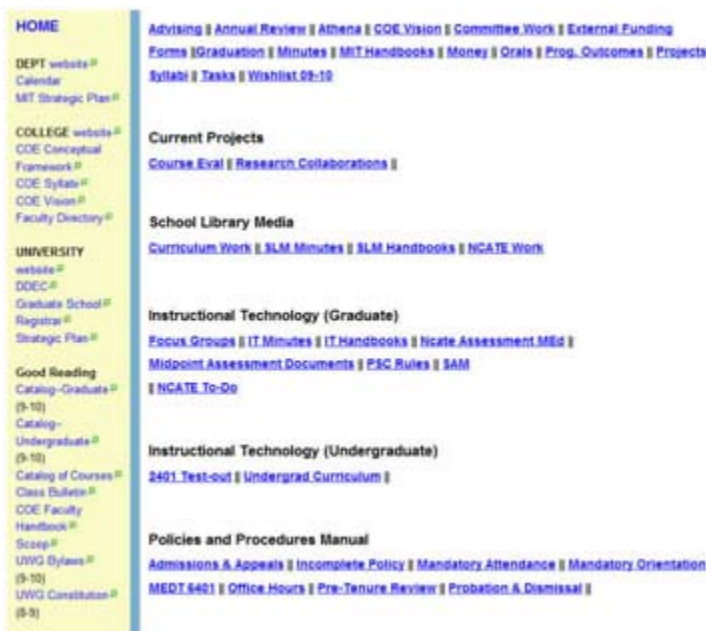 HOME
DEPT website
Calendar
MIT Strategic Plan
COLLEGE website
COE Conceptual
Framework
COE Syllabi
COE Vision
Faculty Directory
UNIVERSITY
website
DDEC
Graduate School
Registrar
Strategic Plan
Good Reading
Catalog--Graduate
(9-10)
Catalog--
Undergraduate
(9-10)
Catalog of Courses
Class Bulletin
COE Faculty
Handbook
Scoop
UWG Bylaws
(9-10)
UWG Constitution
(8-9)
Advising || Annual Review || Athena || COE Vision || Committee Work || External Funding
Forms ||Graduation || Minutes || MIT Handbooks || Money || Orals || Prog. Outcomes || Projects
Syllabi || Tasks || Wishlist 09-10
Current Projects
Course Eval || Research Collaborations ||
School Library Media
Curriculum Work || SLM Minutes || SLM Handbooks || NCATE Work
Instructional Technology (Graduate)
Focus Groups || IT Minutes || IT Handbooks || Ncate Assessment MEd ||
Midpoint Assessment Documents || PSC Rules || SAM
|| NCATE To-Do
Instructional Technology (Undergraduate)
2401 Test-out || Undergrad Curriculum ||
Policies and Procedures Manual
Admissions & Appeals || Incomplete Policy || Mandatory Attendance || Mandatory Orientation
MEDT 6401 || Office Hours || Pre-Tenure Review || Probation & Dismissal ||